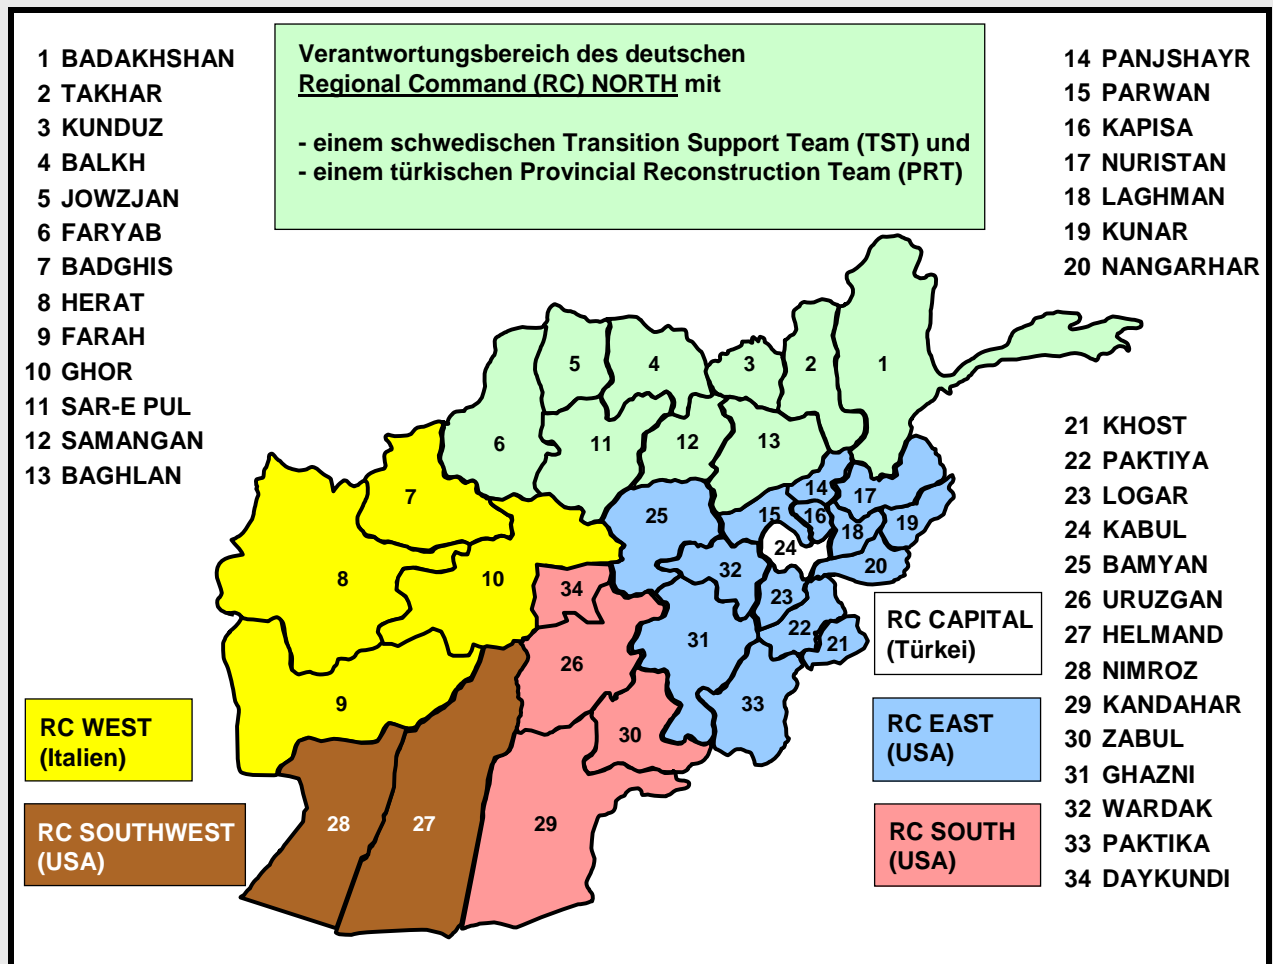 1 BADAKHSHAN
2 TAKHAR
3 KUNDUZ
4 BALKH
5 JOWZJAN
6 FARYAB
7 BADGHIS
8 HERAT
9 FARAH
10 GHOR
11 SAR-E PUL
12 SAMANGAN
13 BAGHLAN
Verantwortungsbereich des deutschen
Regional Command (RC) NORTH mit
- einem schwedischen Transition Support Team (TST) und
- einem türkischen Provincial Reconstruction Team (PRT)
14 PANJSHAYR
15 PARWAN
16 KAPISA
17 NURISTAN
18 LAGHMAN
19 KUNAR
20 NANGARHAR
21 KHOST
22 PAKTIYA
23 LOGAR
24 KABUL
25 BAMYAN
26 URUZGAN
27 HELMAND
28 NIMROZ
29 KANDAHAR
30 ZABUL
31 GHAZNI
32 WARDAK
33 PAKTIKA
34 DAYKUNDI
5
4
3
2
1
6
11
12
13
7
14
17
25
15
16
18
19
24
20
8
10
34
32
23
31
22
21
26
9
30
33
28
27
29
RC WEST
(Italien)
RC SOUTHWEST
(USA)
RC CAPITAL
(Türkei)
RC EAST
(USA)
RC SOUTH
(USA)